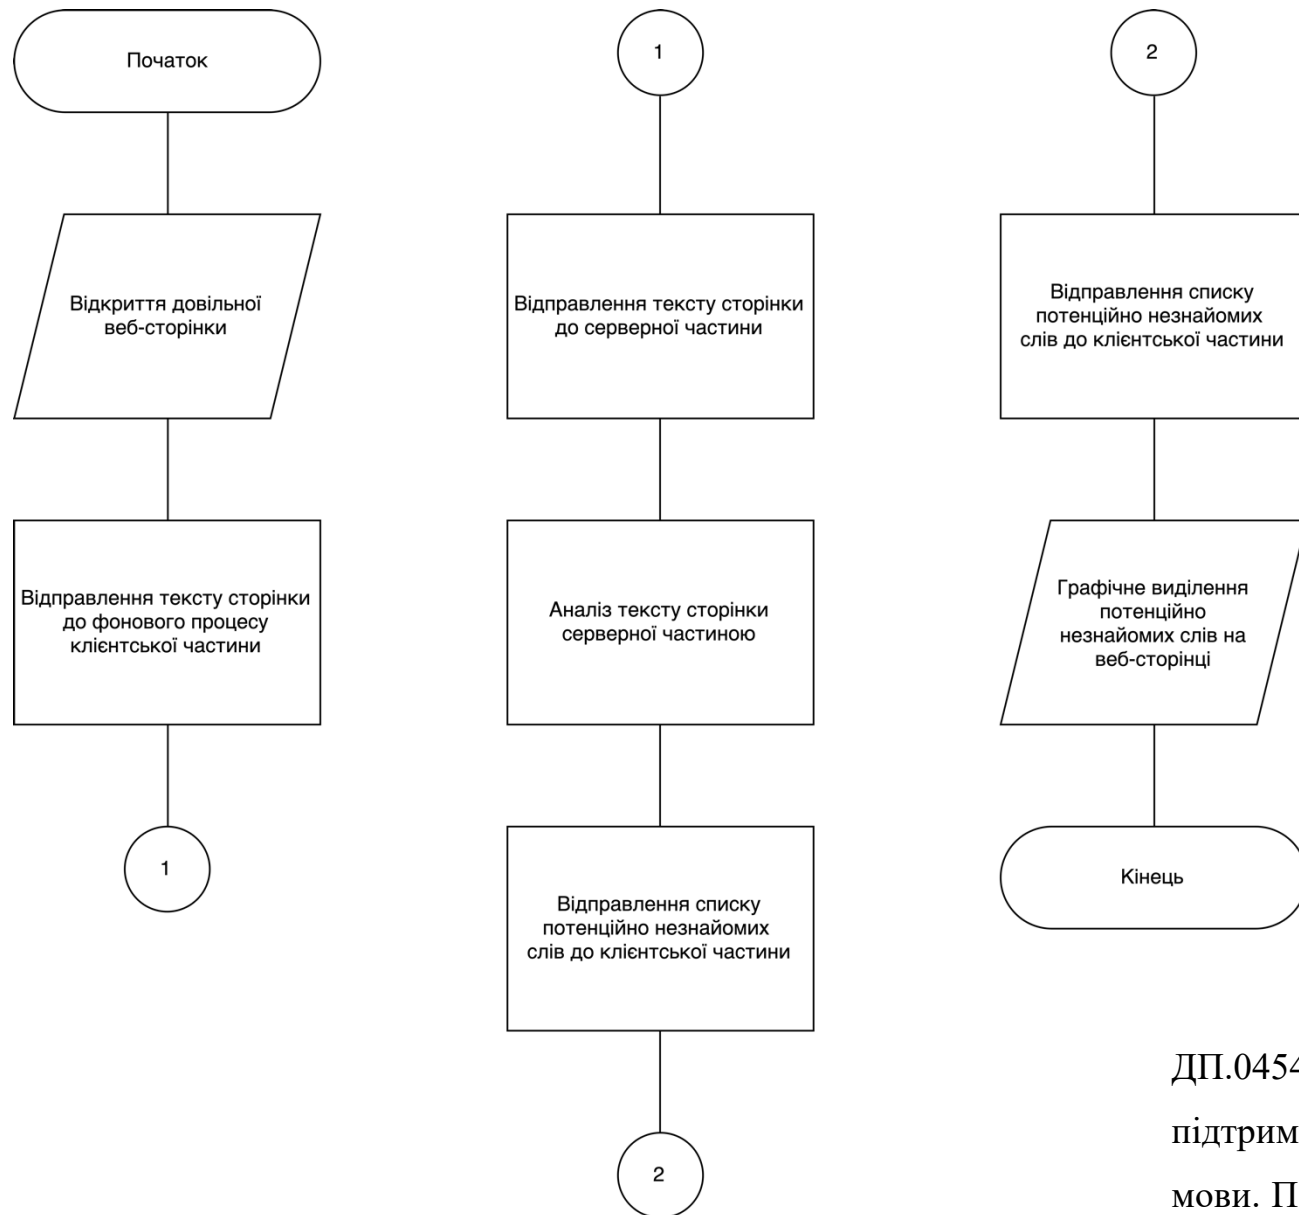 Початок
Відкриття довільної
веб-сторінки
Відправлення тексту сторінки
до фонового процесу
клієнтської частини
1
1
Відправлення тексту сторінки
до серверної частини
Аналіз тексту сторінки
серверної частиною
Відправлення списку
потенційно незнайомих
слів до клієнтської частини
2
2
Відправлення списку
потенційно незнайомих
слів до клієнтської частини
Графічне виділення
потенційно
незнайомих слів на
веб-сторінці
Кінець
ДП.0454
підтрим
мови. П